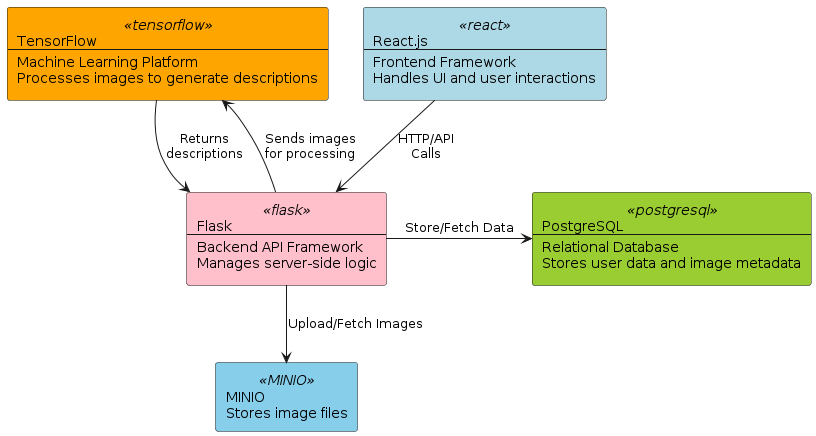 «tensorflow»
TensorFlow
Machine Learning Platform
Processes images to generate descriptions
«react»
React.js
Frontend Framework
Handles UI and user interactions
Returns
descriptions
Sends images
for processing
HTTP/API
Calls
«flask»
Flask
Backend API Framework
Manages server-side logic
Store/Fetch Data
«postgresql»
PostgreSQL
Relational Database
Stores user data and image metadata
Upload/Fetch Images
«MINIO»
MINIO
Stores image files